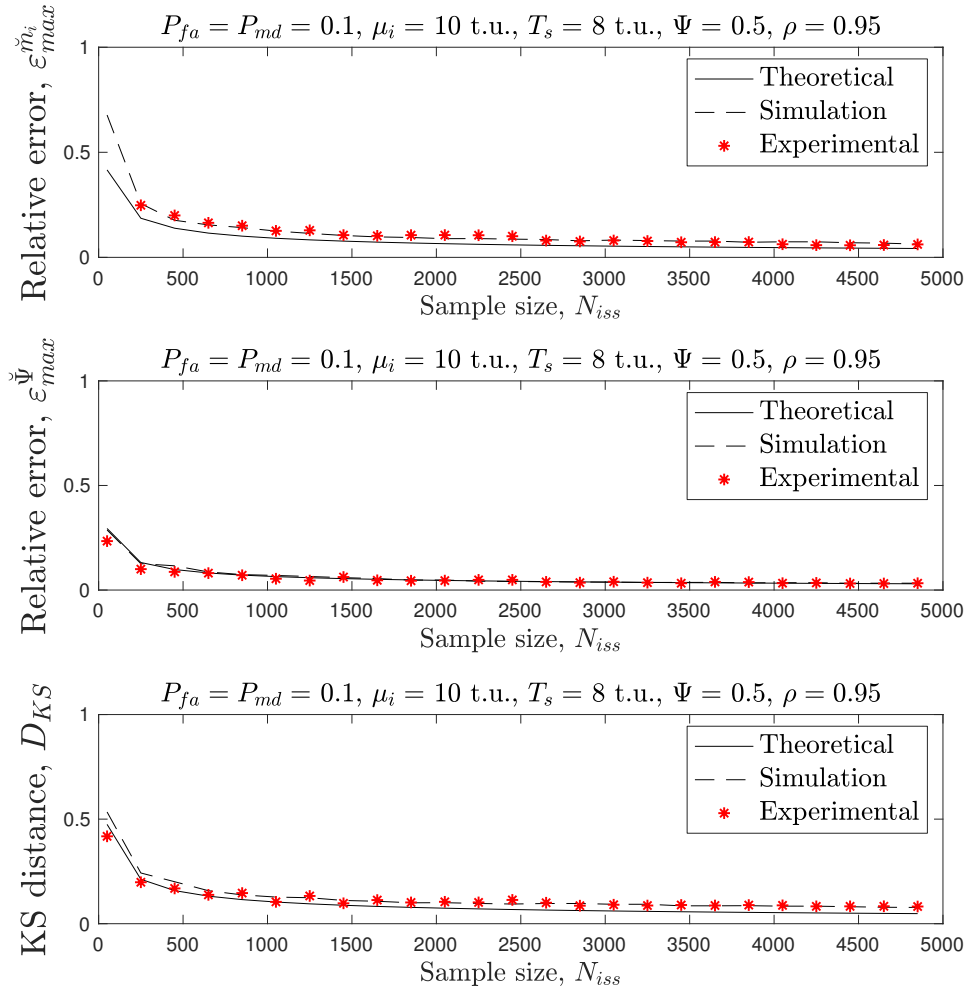 P_{fa} = P_{md} = 0.1, μ_i = 10 t.u., T_s = 8 t.u., Ψ = 0.5, ρ = 0.95
Relative error, ε_{max}^{m̆_i}
1
0.5
0
Theoretical
Simulation
Experimental
0 500 1000 1500 2000 2500 3000 3500 4000 4500 5000
Sample size, N_{iss}
P_{fa} = P_{md} = 0.1, μ_i = 10 t.u., T_s = 8 t.u., Ψ = 0.5, ρ = 0.95
Relative error, ε_{max}^{Ψ̆}
1
0.5
0
Theoretical
Simulation
Experimental
0 500 1000 1500 2000 2500 3000 3500 4000 4500 5000
Sample size, N_{iss}
P_{fa} = P_{md} = 0.1, μ_i = 10 t.u., T_s = 8 t.u., Ψ = 0.5, ρ = 0.95
KS distance, D_{KS}
1
0.5
0
Theoretical
Simulation
Experimental
0 500 1000 1500 2000 2500 3000 3500 4000 4500 5000
Sample size, N_{iss}